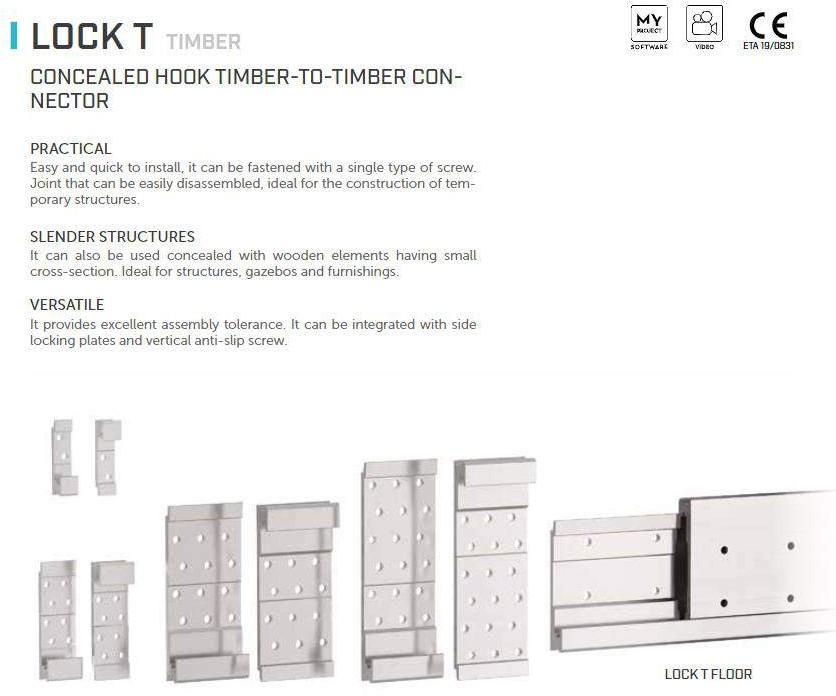 LOCK T TIMBER
MY
PROJECT
SOFTWARE
VIDEO
ETA 19/0831
CONCEALED HOOK TIMBER-TO-TIMBER CON-
NECTOR
PRACTICAL
Easy and quick to install, it can be fastened with a single type of screw.
Joint that can be easily disassembled, ideal for the construction of tem-
porary structures.
SLENDER STRUCTURES
It can also be used concealed with wooden elements having small
cross-section. Ideal for structures, gazebos and furnishings.
VERSATILE
It provides excellent assembly tolerance. It can be integrated with side
locking plates and vertical anti-slip screw.
LOCK T FLOOR